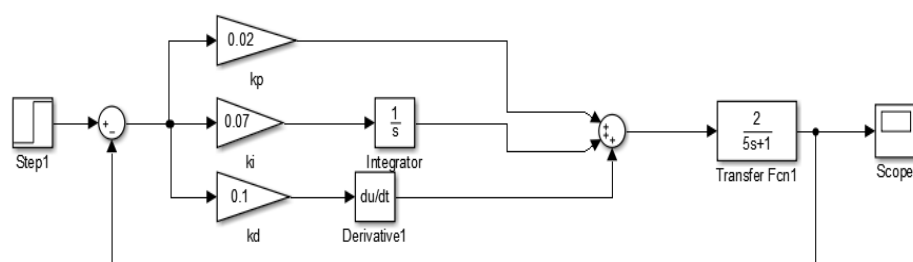 0.02
kp
+
−
Step1
0.07
ki
1
s
Integrator
+
+
+
2
5s+1
Transfer Fcn1
Scope
0.1
kd
du/dt
Derivative1